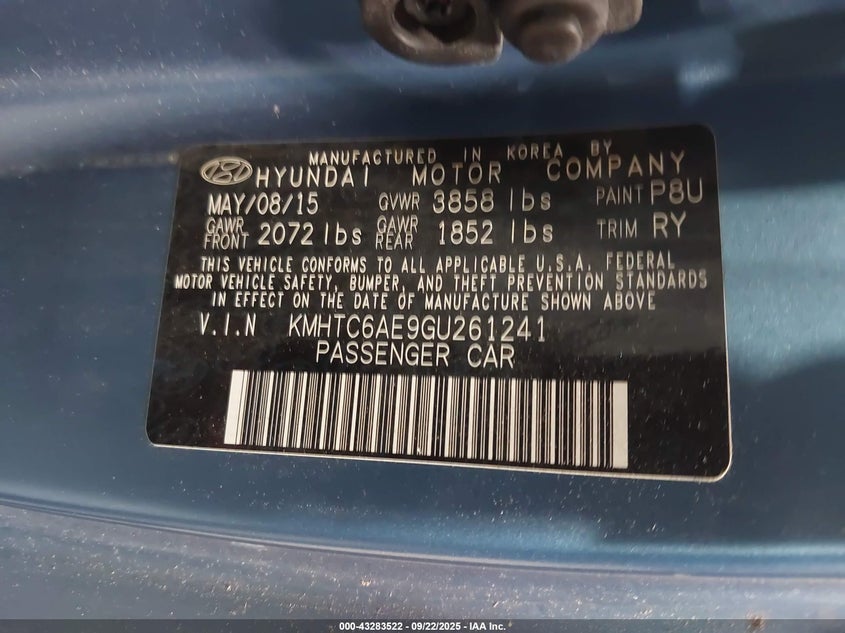 MANUFACTURED IN KOREA BY
HYUNDAI MOTOR COMPANY
MAY/08/15 GVWR 3858 lbs PAINT P8U
GAWR FRONT 2072 lbs GAWR REAR 1852 lbs TRIM RY
THIS VEHICLE CONFORMS TO ALL APPLICABLE U.S.A. FEDERAL
MOTOR VEHICLE SAFETY, BUMPER, AND THEFT PREVENTION STANDARDS
IN EFFECT ON THE DATE OF MANUFACTURE SHOWN ABOVE
V.I.N KMHTC6AE9GU261241
PASSENGER CAR
000-43283522 - 09/22/2025 - IAA Inc.